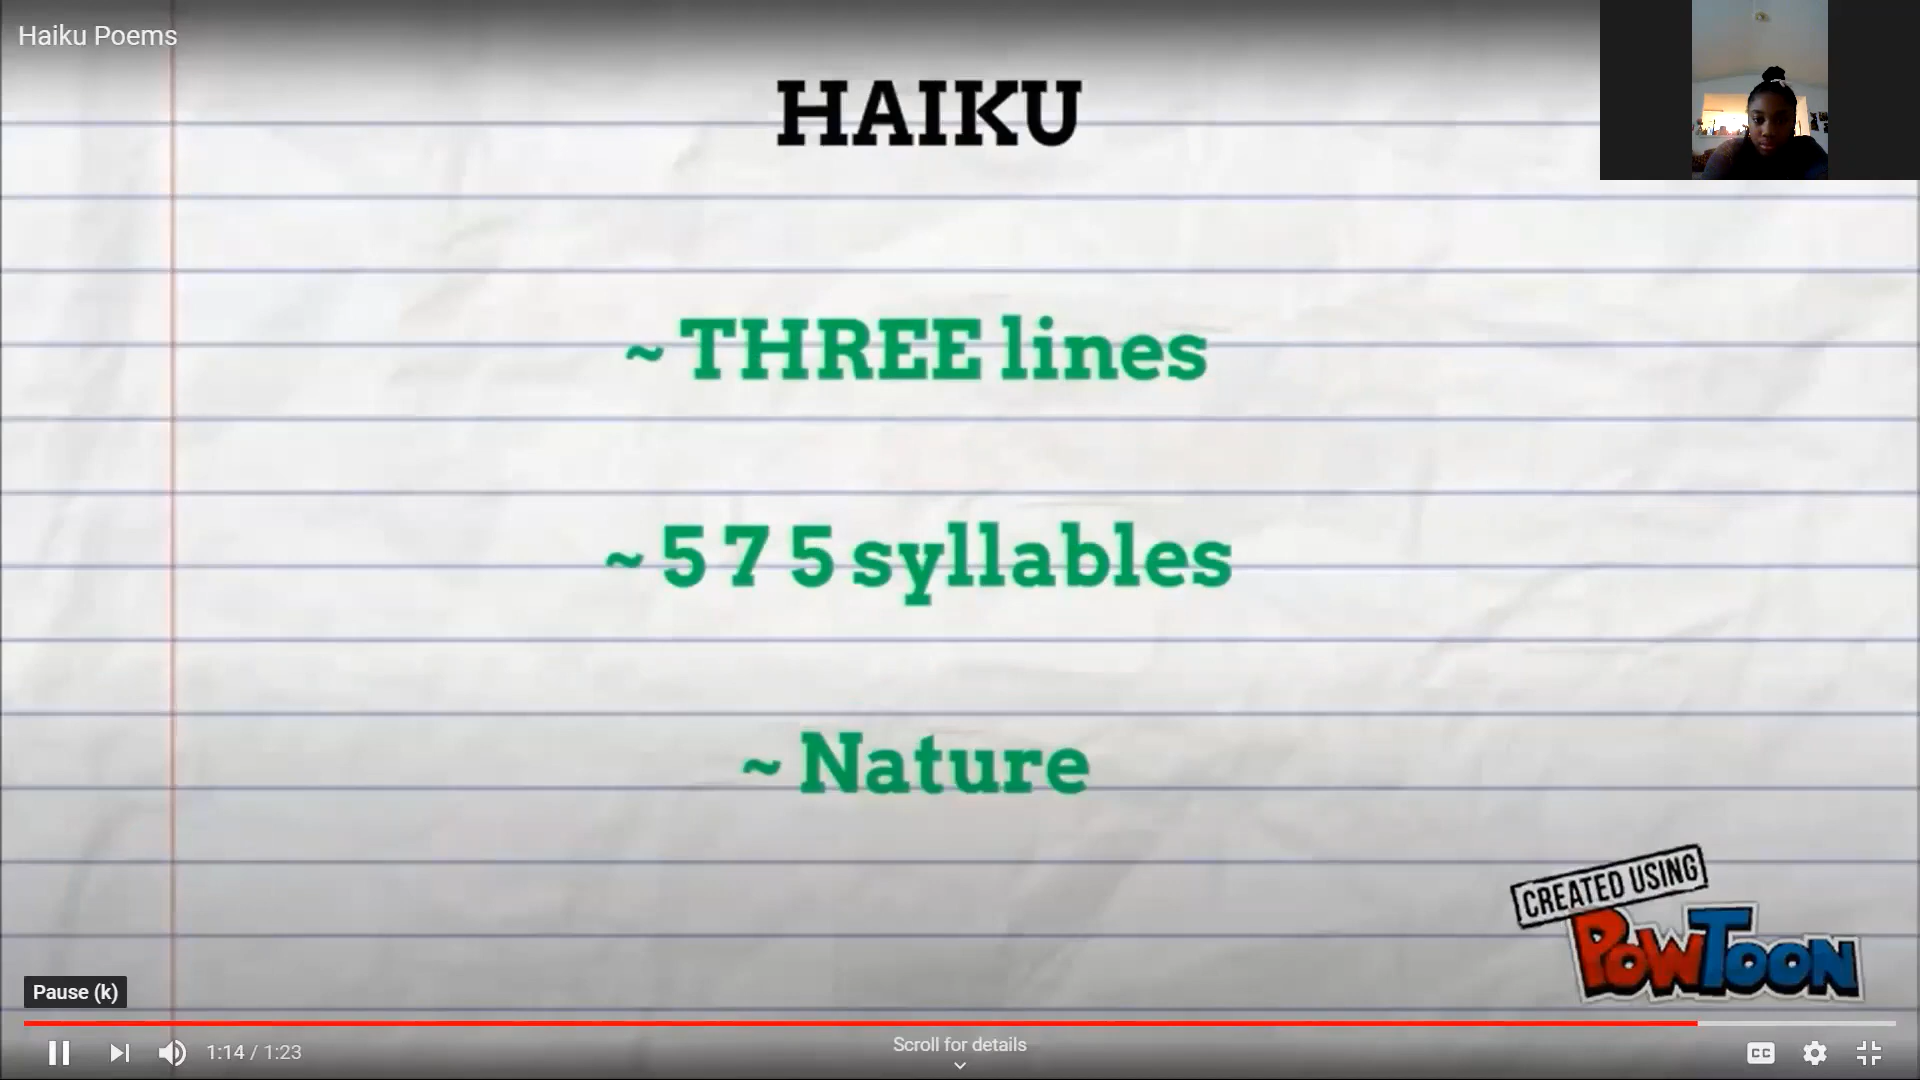 Haiku Poems
HAIKU
~ THREE lines
~ 5 7 5 syllables
~ Nature
CREATED USING
POWTOON
Pause (k)
1:14 / 1:23
Scroll for details
CC